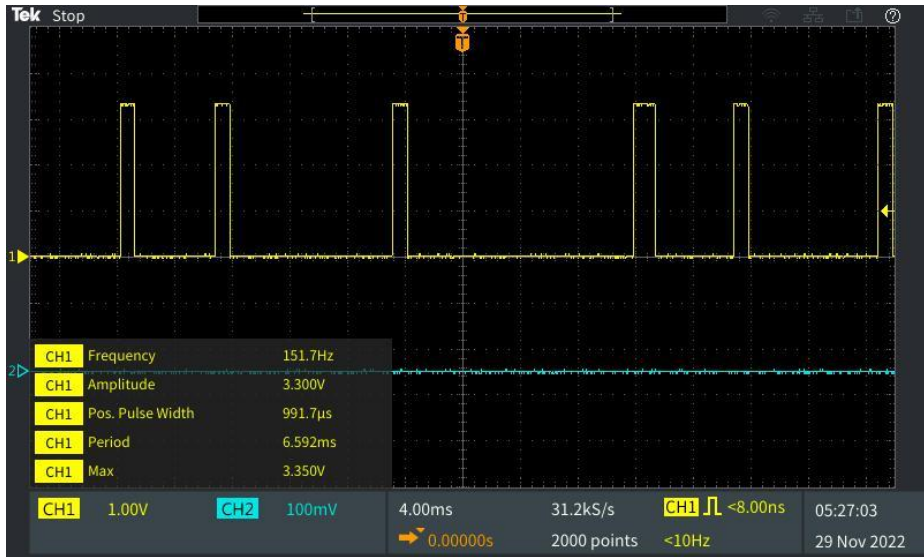 Tek Stop
T
T
1
2
CH1 Frequency 151.7Hz
CH1 Amplitude 3.300V
CH1 Pos. Pulse Width 991.7µs
CH1 Period 6.592ms
CH1 Max 3.350V
CH1 1.00V CH2 100mV 4.00ms 31.2kS/s CH1 <8.00ns 05:27:03
0.00000s 2000 points <10Hz 29 Nov 2022